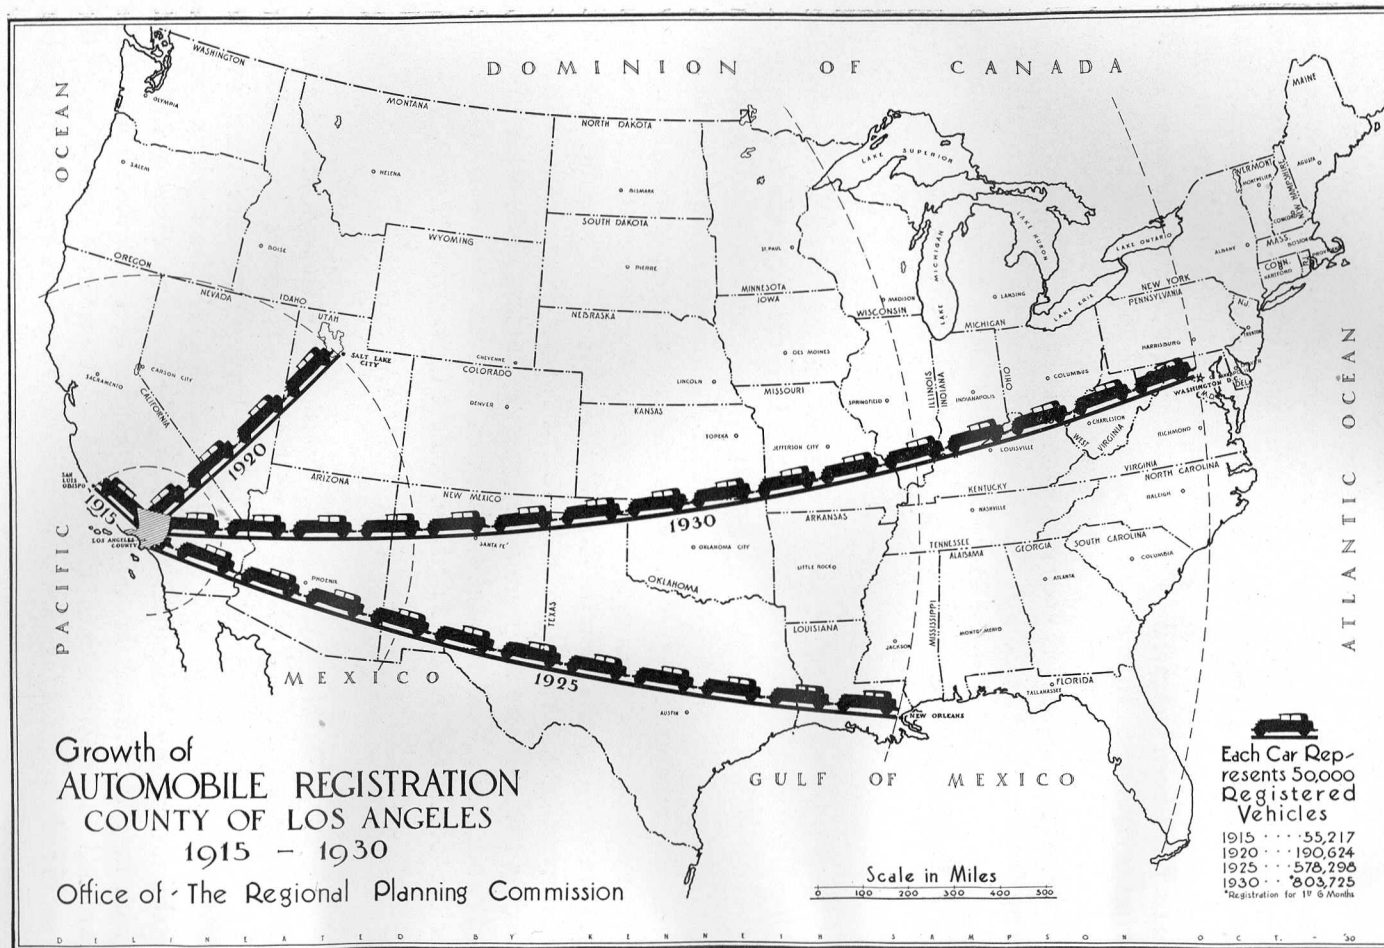 DOMINION OF CANADA
PACIFIC OCEAN
ATLANTIC OCEAN
GULF OF MEXICO
MEXICO
WASHINGTON
OLYMPIA
SALEM
OREGON
MONTANA
HELENA
BOISE
IDAHO
NEVADA
CARSON CITY
SACRAMENTO
CALIFORNIA
UTAH
SALT LAKE
CITY
WYOMING
CHEYENNE
COLORADO
DENVER
ARIZONA
PHOENIX
NEW MEXICO
SANTA FE
NORTH DAKOTA
BISMARK
SOUTH DAKOTA
PIERRE
NEBRASKA
LINCOLN
KANSAS
TOPEKA
OKLAHOMA CITY
OKLAHOMA
TEXAS
AUSTIN
ST. PAUL
MINNESOTA
IOWA
DES MOINES
MISSOURI
JEFFERSON CITY
ARKANSAS
LITTLE ROCK
LOUISIANA
NEW ORLEANS
MADISON
WISCONSIN
SPRINGFIELD
ILLINOIS
INDIANA
INDIANAPOLIS
LAKE SUPERIOR
LAKE MICHIGAN
LAKE HURON
LAKE ERIE
LAKE ONTARIO
LANSING
MICHIGAN
OHIO
COLUMBUS
LOUISVILLE
KENTUCKY
NASHVILLE
TENNESSEE
ALABAMA
MISSISSIPPI
JACKSON
MONTGOMERY
GEORGIA
ATLANTA
FLORIDA
TALLAHASSEE
SOUTH CAROLINA
COLUMBIA
NORTH CAROLINA
RALEIGH
VIRGINIA
RICHMOND
WEST VIRGINIA
CHARLESTON
WASHINGTON D.C.
MD.
DEL.
NEW YORK
PENNSYLVANIA
HARRISBURG
N.J.
TRENTON
ALBANY
MASS.
BOSTON
CONN.
HARTFORD
R.I.
VERMONT
MONTPELIER
NEW HAMPSHIRE
CONCORD
MAINE
AGUSTA
SAN
LUIS
OBISPO
LOS ANGELES
COUNTY
1915
1920
1930
1925
Growth of
AUTOMOBILE REGISTRATION
COUNTY OF LOS ANGELES
1915 - 1930
Office of - The Regional Planning Commission
Scale in Miles
0 100 200 300 400 500
Each Car Rep-
resents 50,000
Registered
Vehicles
1915 ···· 55,217
1920 ··· 190,624
1925 ··· 578,298
1930 ·· *803,725
*Registration for 1st 6 Months
DELINEATED BY KENNETH SAMPSON OCT. - '30